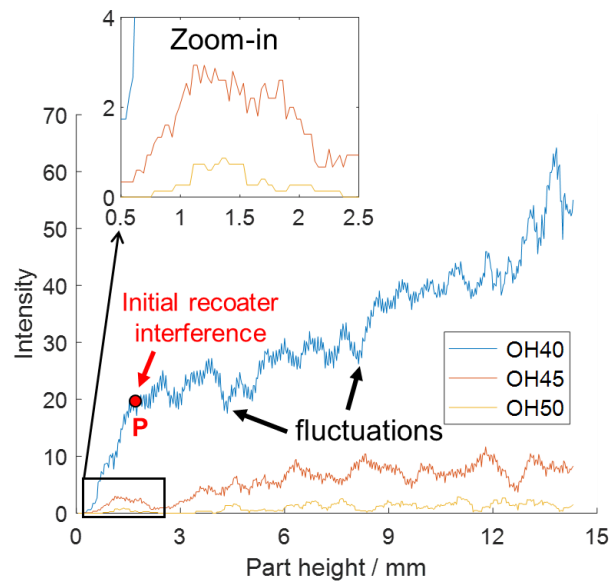 Zoom-in
4
2
0
0.5 1 1.5 2 2.5
70
60
50
40
30
20
10
0
Intensity
Initial recoater
interference
P
fluctuations
OH40
OH45
OH50
0 3 6 9 12 15
Part height / mm